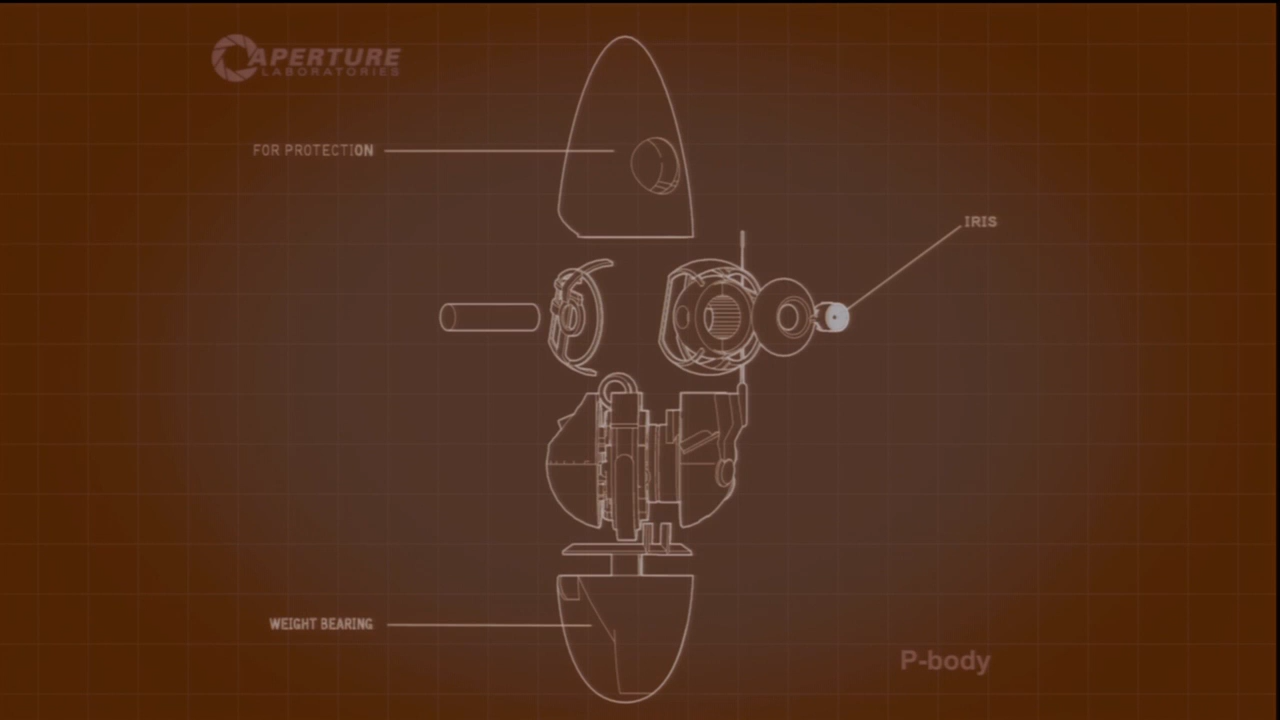 APERTURE
LABORATORIES
FOR PROTECTION
IRIS
WEIGHT BEARING
P-body